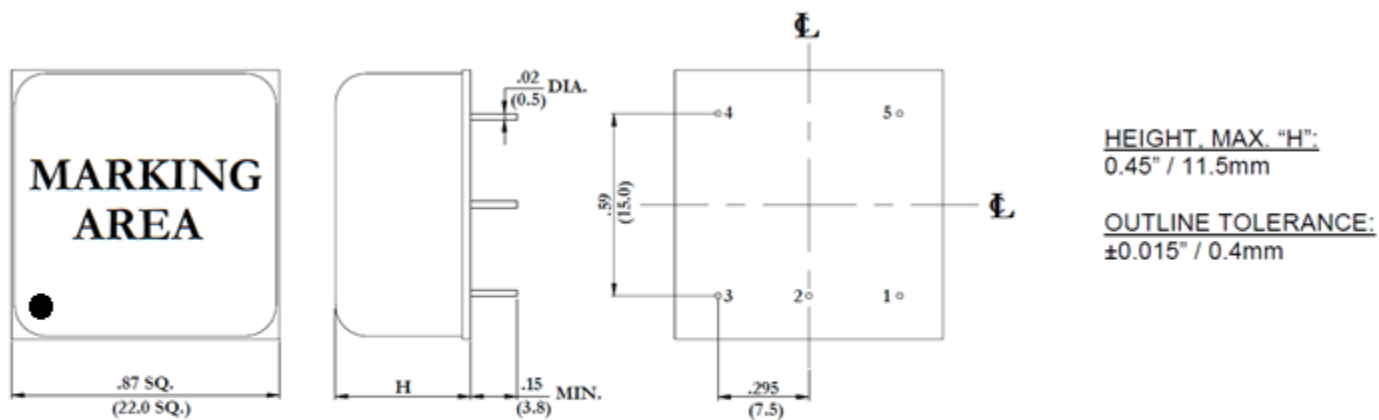 MARKING
AREA
.87 SQ.
(22.0 SQ.)
.02
(0.5)
DIA.
H
.15
(3.8)
MIN.
℄
4
5
.59
(15.0)
℄
3
2
1
.295
(7.5)
HEIGHT, MAX. “H”:
0.45” / 11.5mm
OUTLINE TOLERANCE:
±0.015” / 0.4mm